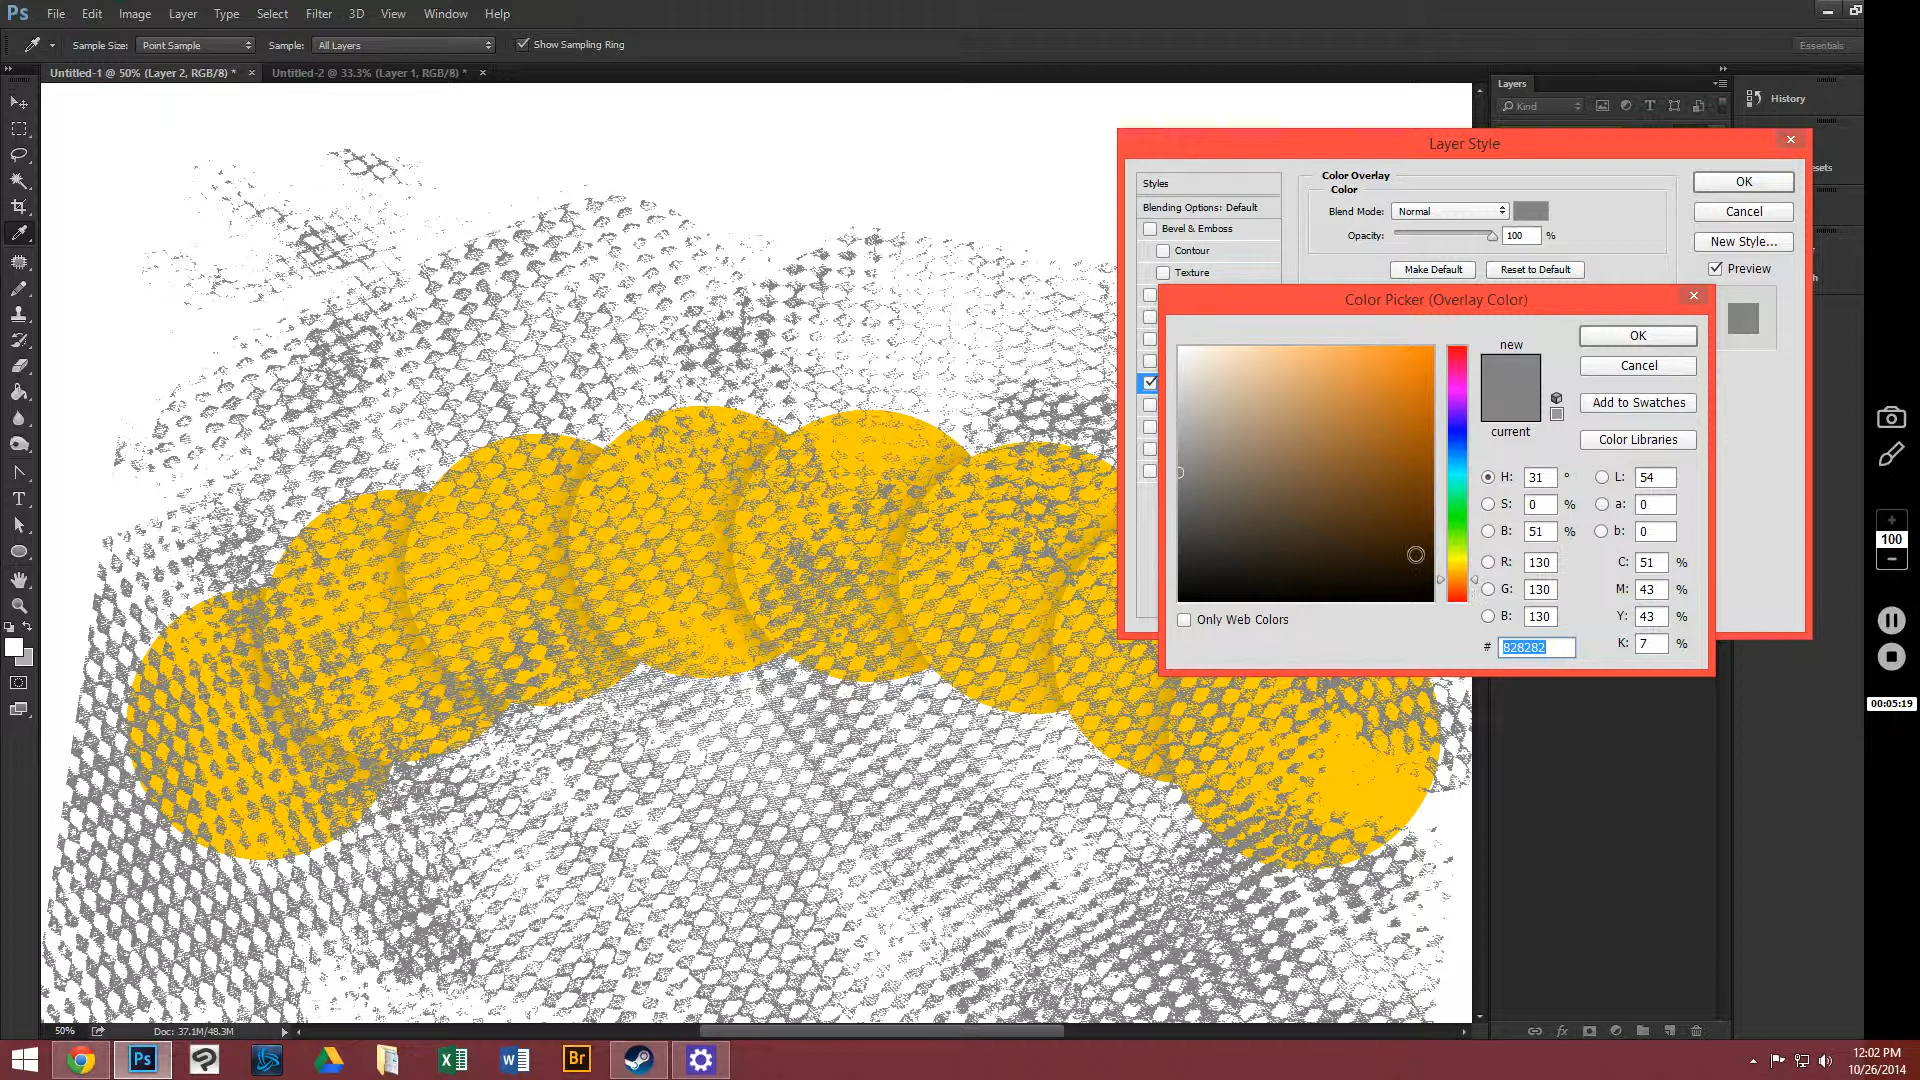 Ps File Edit Image Layer Type Select Filter 3D View Window Help
Sample Size: Point Sample Sample: All Layers Show Sampling Ring Essentials
Untitled-1 @ 50% (Layer 2, RGB/8) * × Untitled-2 @ 33.3% (Layer 1, RGB/8) * ×
Layers
Kind
History
Layer Style
Styles
Blending Options: Default
Bevel & Emboss
Contour
Texture
Color Overlay
Color
Blend Mode: Normal
Opacity: 100 %
Make Default Reset to Default
OK
Cancel
New Style...
Preview
Color Picker (Overlay Color)
new
current
OK
Cancel
Add to Swatches
Color Libraries
H: 31 ° L: 54
S: 0 % a: 0
B: 51 % b: 0
R: 130 C: 51 %
G: 130 M: 43 %
B: 130 Y: 43 %
# 828282 K: 7 %
Only Web Colors
100
00:05:19
50% Doc: 37.1M/48.3M
fx
Ps Br
12:02 PM
10/26/2014